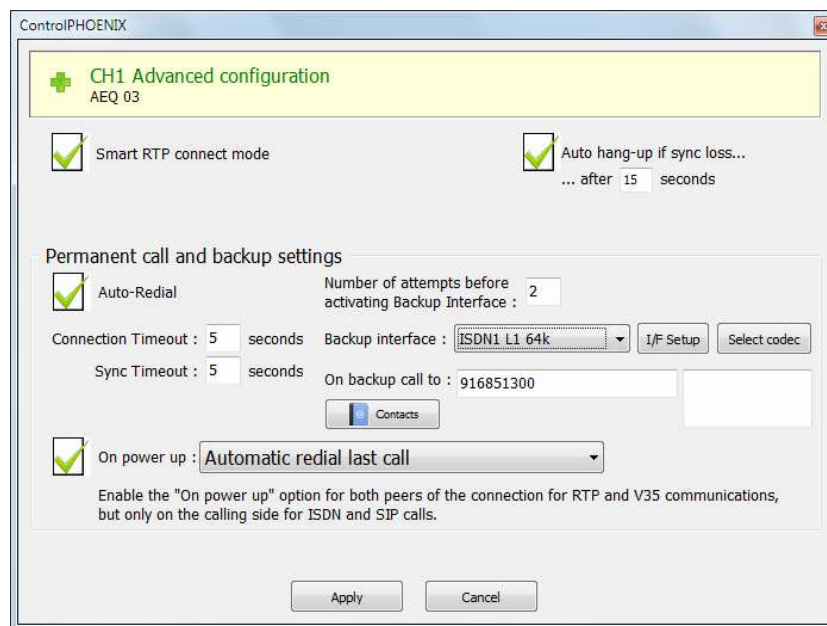 ControlPHOENIX
CH1 Advanced configuration
AEQ 03
Smart RTP connect mode
Auto hang-up if sync loss...
... after 15 seconds
Permanent call and backup settings
Auto-Redial
Number of attempts before
activating Backup Interface : 2
Connection Timeout : 5 seconds
Backup interface : ISDN1 L1 64k I/F Setup Select codec
Sync Timeout : 5 seconds
On backup call to : 916851300
Contacts
On power up : Automatic redial last call
Enable the "On power up" option for both peers of the connection for RTP and V35 communications,
but only on the calling side for ISDN and SIP calls.
Apply Cancel